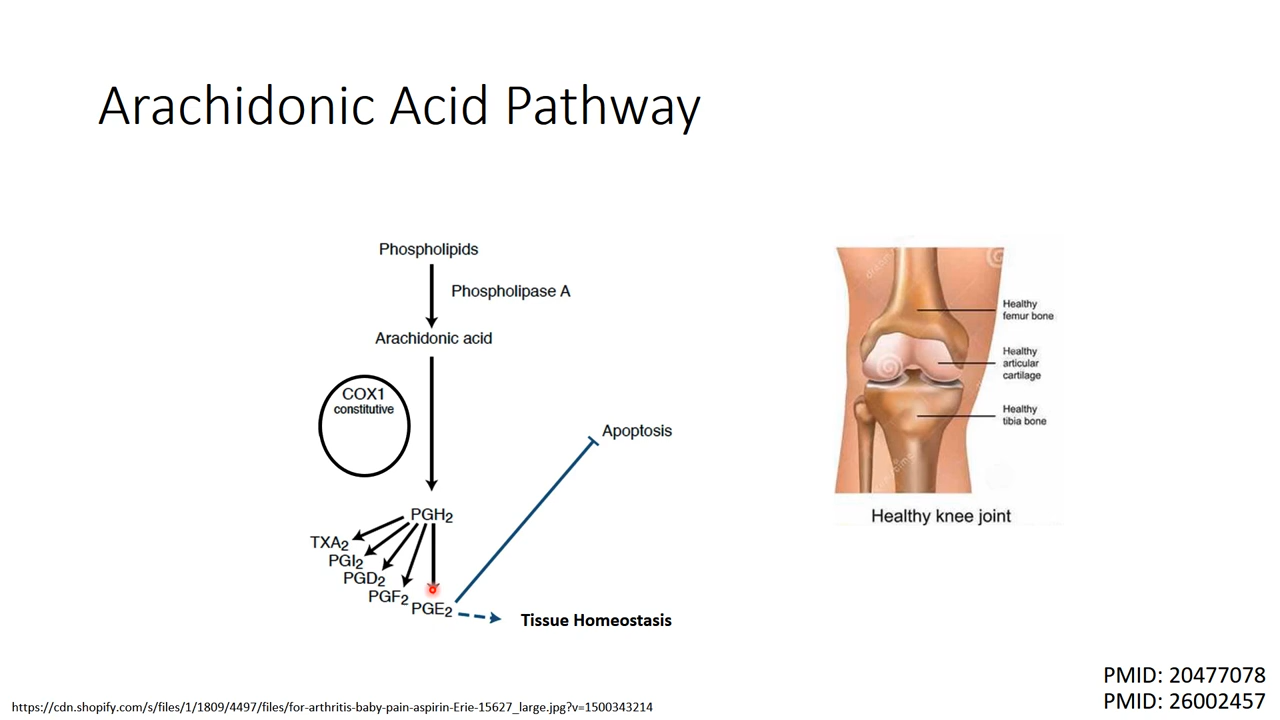 Arachidonic Acid Pathway
Phospholipids
Phospholipase A
Arachidonic acid
COX1
constitutive
Apoptosis
PGH2
TXA2
PGI2
PGD2
PGF2
PGE2
Tissue Homeostasis
Healthy
femur bone
Healthy
articular
cartilage
Healthy
tibia bone
Healthy knee joint
PMID: 20477078
PMID: 26002457
https://cdn.shopify.com/s/files/1/1809/4497/files/for-arthritis-baby-pain-aspirin-Erie-15627_large.jpg?v=1500343214